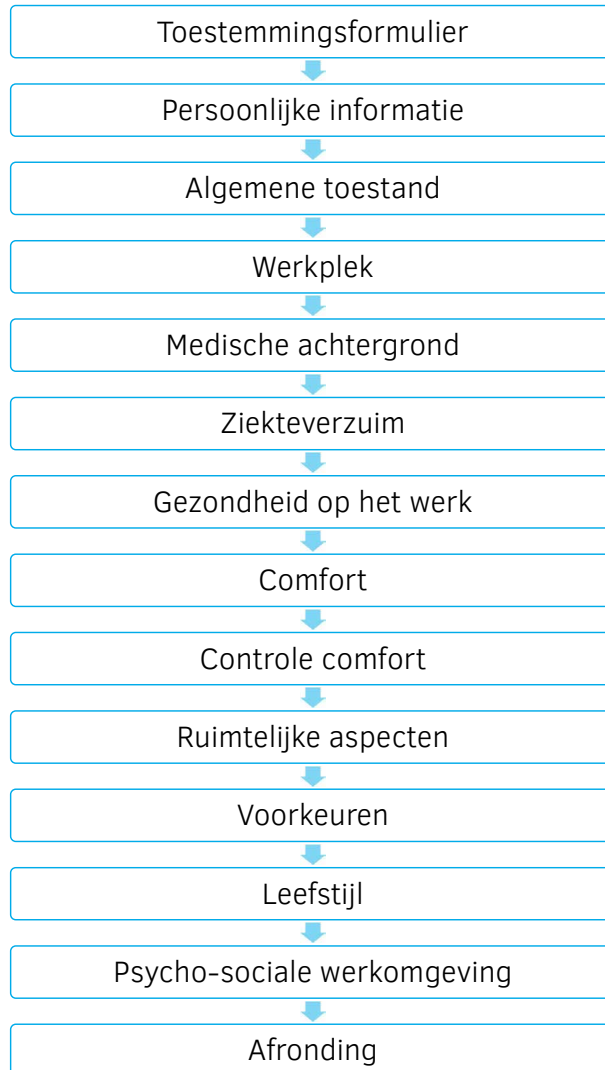 Toestemmingsformulier
Persoonlijke informatie
Algemene toestand
Werkplek
Medische achtergrond
Ziekteverzuim
Gezondheid op het werk
Comfort
Controle comfort
Ruimtelijke aspecten
Voorkeuren
Leefstijl
Psycho-sociale werkomgeving
Afronding